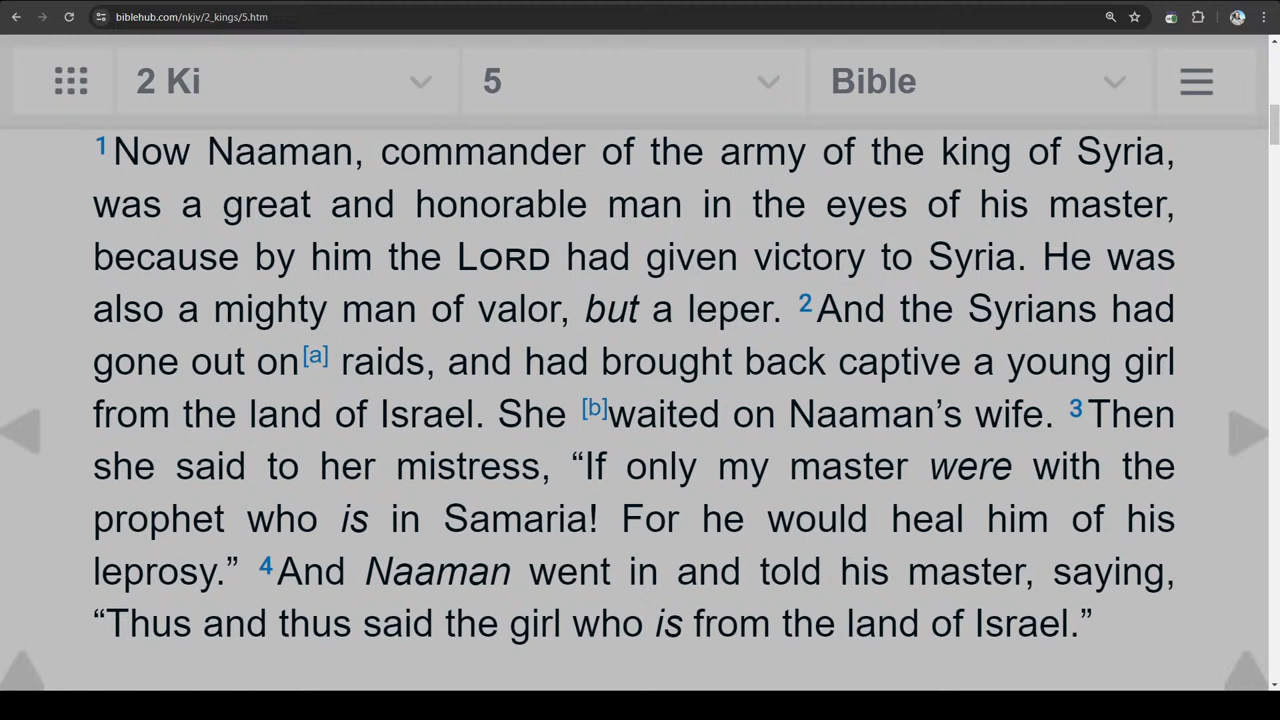 biblehub.com/nkjv/2_kings/5.htm
2 Ki 5 Bible
1Now Naaman, commander of the army of the king of Syria,
was a great and honorable man in the eyes of his master,
because by him the LORD had given victory to Syria. He was
also a mighty man of valor, but a leper. 2And the Syrians had
gone out on[a] raids, and had brought back captive a young girl
from the land of Israel. She [b]waited on Naaman’s wife. 3Then
she said to her mistress, “If only my master were with the
prophet who is in Samaria! For he would heal him of his
leprosy.” 4And Naaman went in and told his master, saying,
“Thus and thus said the girl who is from the land of Israel.”